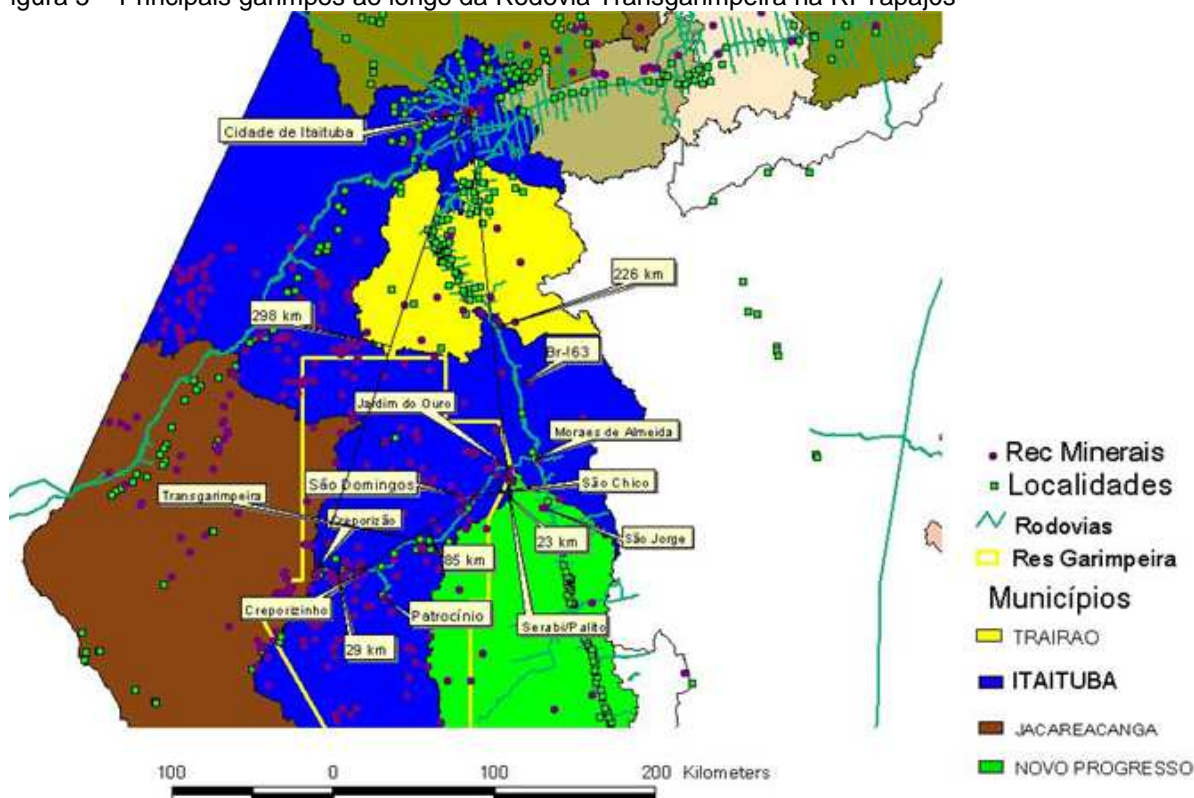 igura 3 – Principais garimpos ao longo da Rodovia Transgarimpeira na RI Tapajós
Cidade de Itaituba
226 km
298 km
Br-163
Jardim do Ouro
Moraes de Almeida
São Domingos
São Chico
Transgarimpeira
Creporizão
São Jorge
23 km
85 km
Creporizinho
Patrocínio
Serabi/Palito
29 km
Rec Minerais
Localidades
Rodovias
Res Garimpeira
Municípios
TRAIRAO
ITAITUBA
JACAREACANGA
NOVO PROGRESSO
100 0 100 200 Kilometers